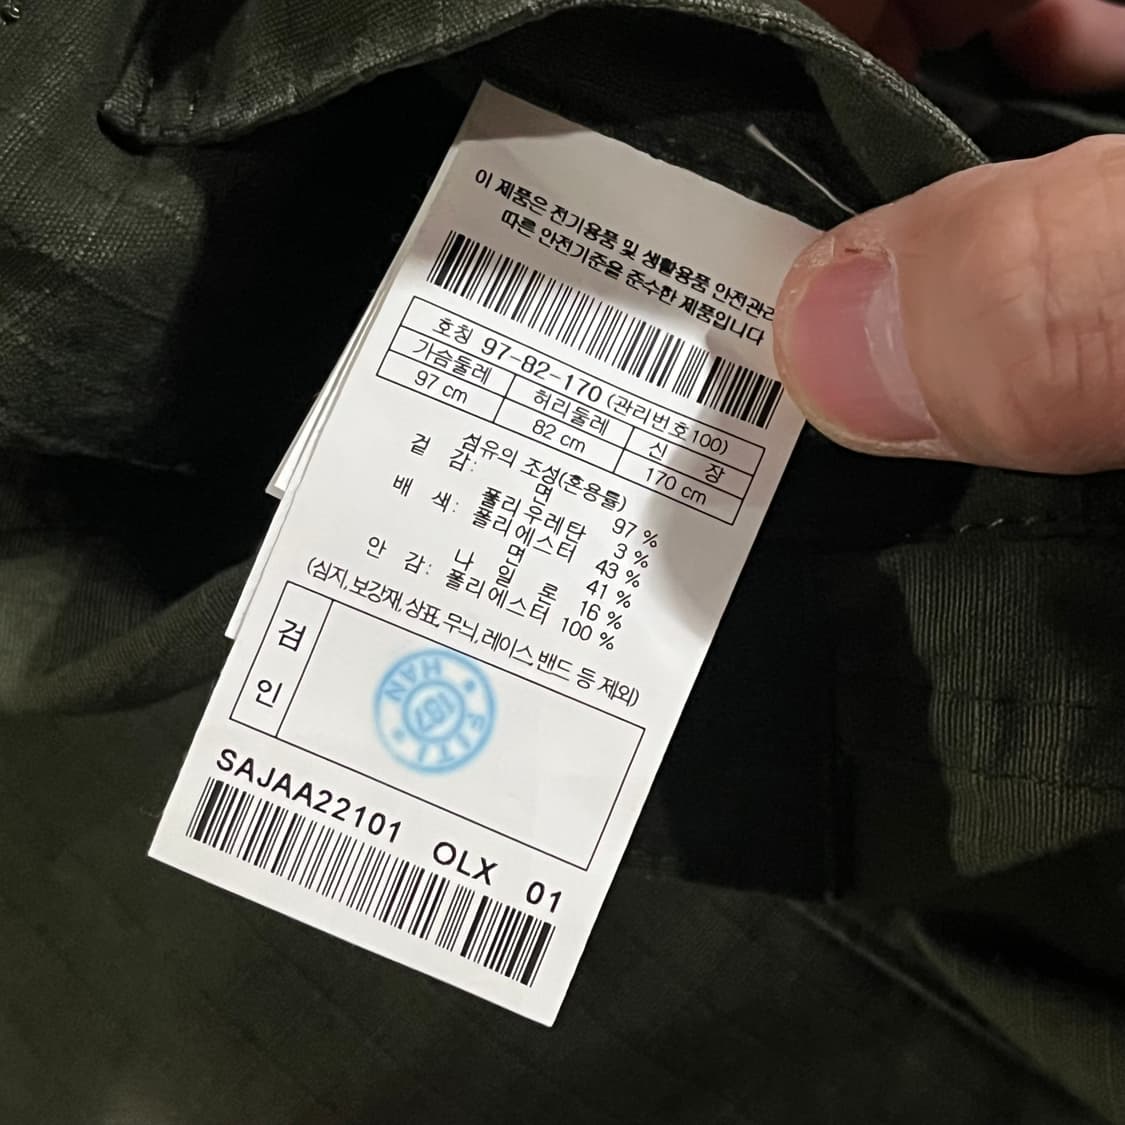 이 제품은 전기용품 및 생활용품 안전관리
따른 안전기준을 준수한 제품입니다
호칭 97-82-170 (관리번호100)
가슴둘레 허리둘레 신 장
97 cm 82 cm 170 cm
섬유의 조성(혼용률)
겉 감: 면 97 %
폴리우레탄 3 %
배 색: 폴리에스터 43 %
면 41 %
나 일 론 16 %
안 감: 폴리에스터 100 %
(심지,보강재,상표,무늬,레이스,밴드 등 제외)
검
인
HAN
187
FITI
SAJAA22101 OLX 01